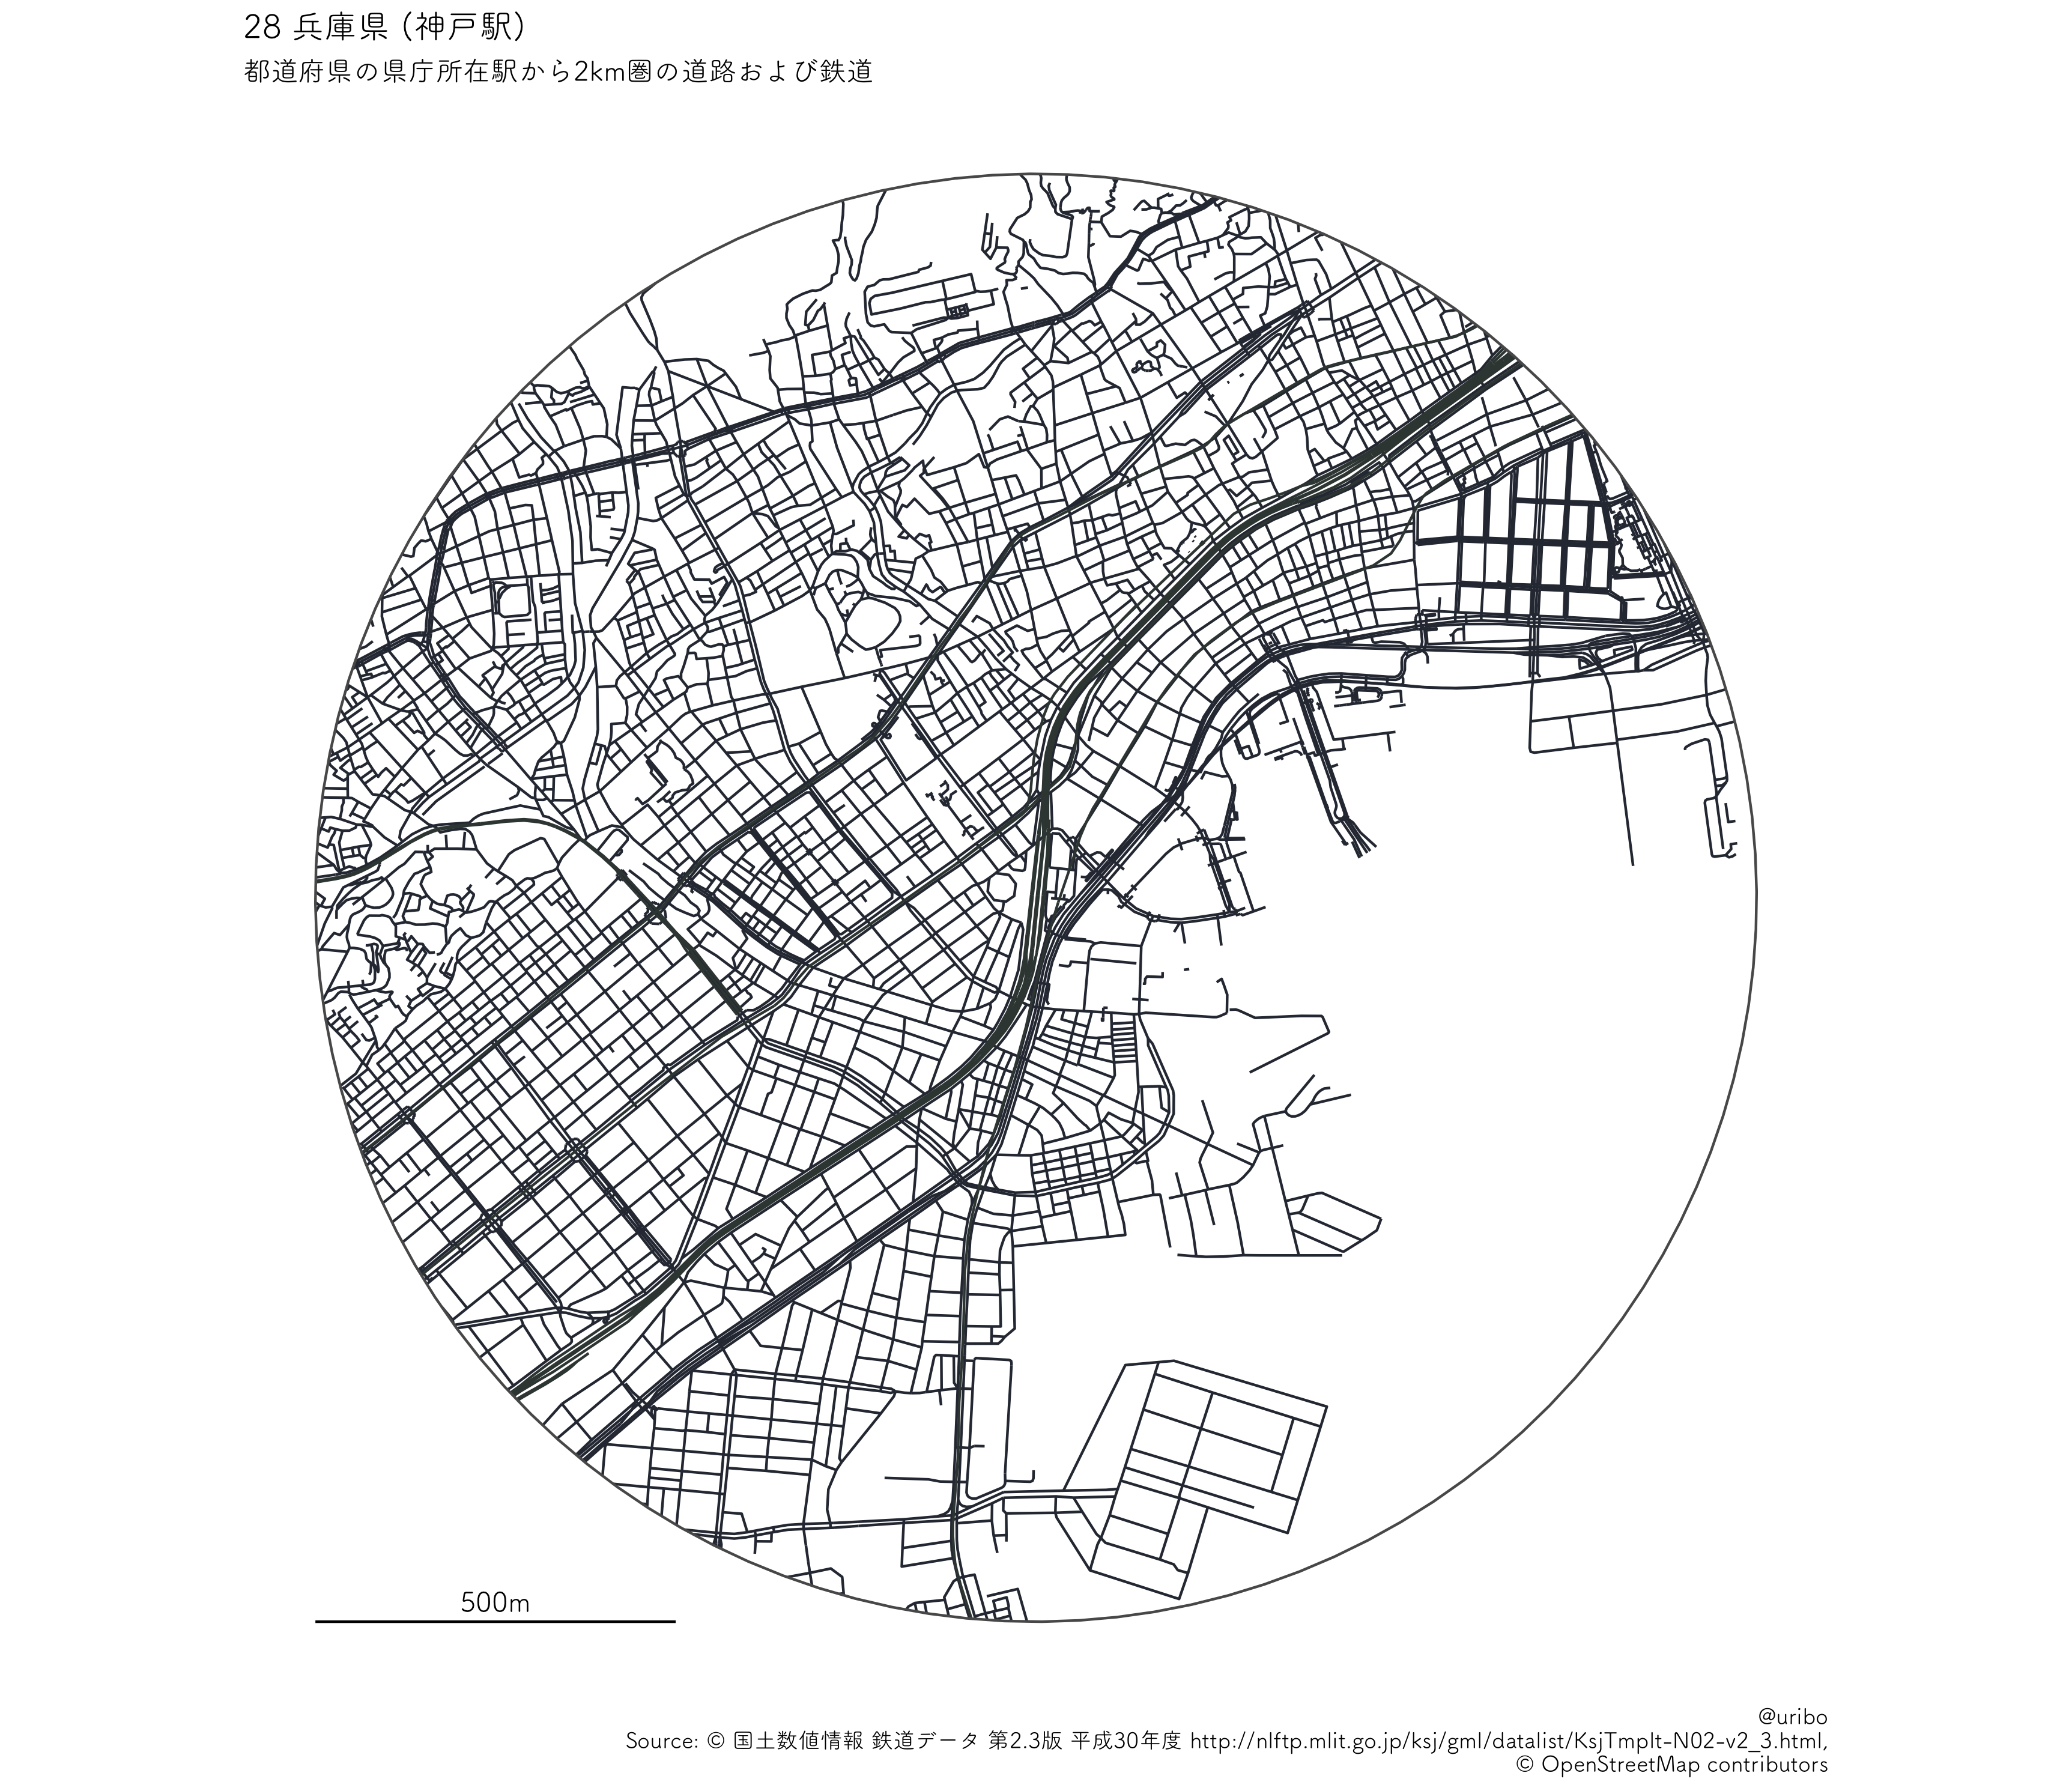 28 兵庫県 (神戸駅)
都道府県の県庁所在駅から2km圏の道路および鉄道
500m
@uribo
Source: © 国土数値情報 鉄道データ 第2.3版 平成30年度 http://nlftp.mlit.go.jp/ksj/gml/datalist/KsjTmplt-N02-v2_3.html,
© OpenStreetMap contributors